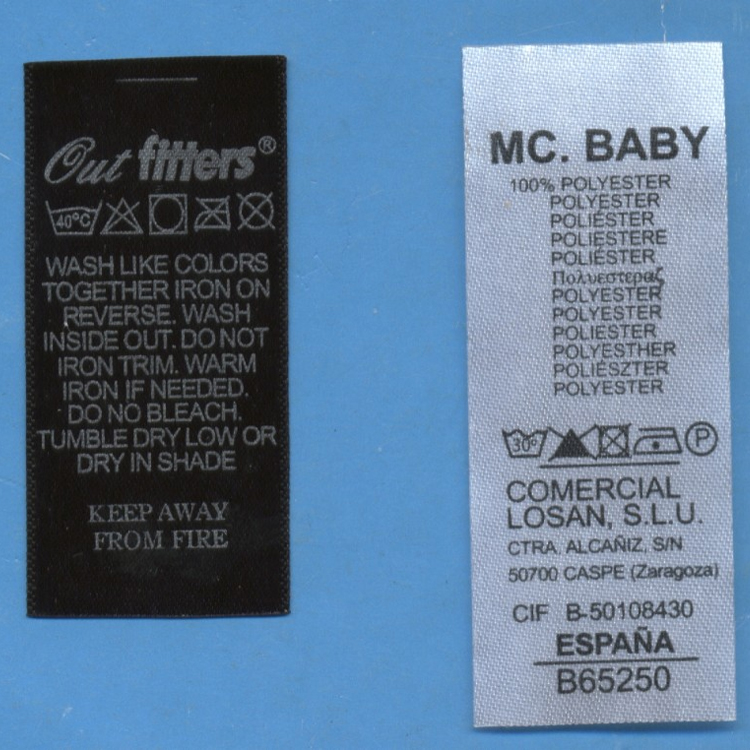 Out fitters®
40°C
WASH LIKE COLORS
TOGETHER IRON ON
REVERSE. WASH
INSIDE OUT. DO NOT
IRON TRIM. WARM
IRON IF NEEDED.
DO NO BLEACH.
TUMBLE DRY LOW OR
DRY IN SHADE
KEEP AWAY
FROM FIRE
MC. BABY
100% POLYESTER
POLYESTER
POLIÉSTER
POLIESTERE
POLIÉSTER
Πολυεστεραζ
POLYESTER
POLYESTER
POLIESTER
POLYESTHER
POLIÉSZTER
POLYESTER
30° P
COMERCIAL
LOSAN, S.L.U.
CTRA. ALCAÑIZ, S/N
50700 CASPE (Zaragoza)
CIF B-50108430
ESPAÑA
B65250